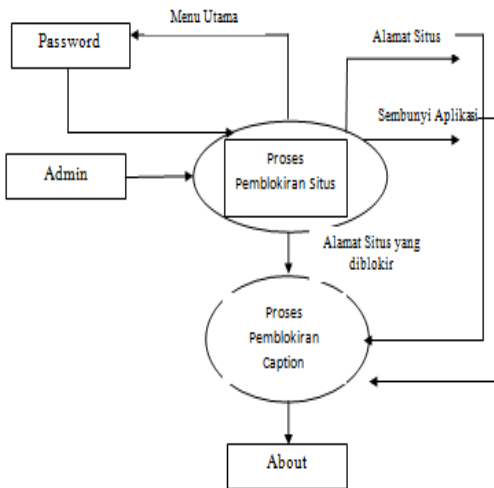 Menu Utama
Password
Alamat Situs
Sembunyi Aplikasi
Admin
Proses
Pemblokiran Situs
Alamat Situs yang
diblokir
Proses
Pemblokiran
Caption
About